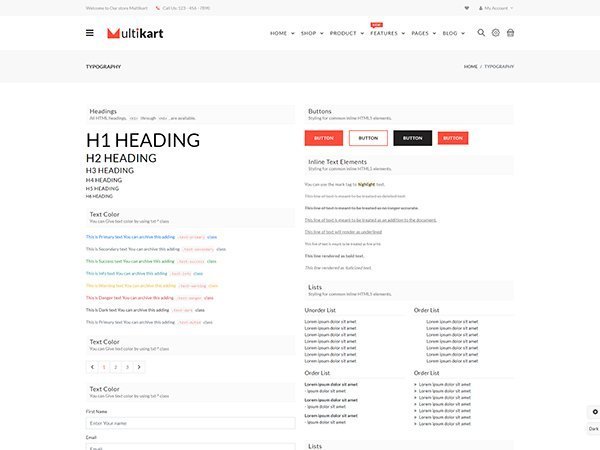 Welcome to Our store Multikart
Call Us: 123 - 456 - 7890
My Account
Multikart
HOME
SHOP
PRODUCT
NEW
FEATURES
PAGES
BLOG
TYPOGRAPHY
HOME / TYPOGRAPHY
Headings
All HTML headings, <h1> through <h6>, are available.
H1 HEADING
H2 HEADING
H3 HEADING
H4 HEADING
H5 HEADING
H6 HEADING
Text Color
You can Give text color by using txt-* class
This is Primary text You can archive this adding .text-primary class
This is Secondary text You can archive this adding .text-secondary class
This is Success text You can archive this adding .text-success class
This is Info text You can archive this adding .text-info class
This is Warning text You can archive this adding .text-warning class
This is Danger text You can archive this adding .text-danger class
This is Dark text You can archive this adding .text-dark class
This is Primary text You can archive this adding .text-muted class
Text Color
You can Give text color by using txt-* class
1 2 3
Text Color
You can Give text color by using txt-* class
First Name
Enter Your name
Email
Email
Buttons
Styling for common inline HTML5 elements.
BUTTON BUTTON BUTTON BUTTON
Inline Text Elements
Styling for common inline HTML5 elements.
You can use the mark tag to highlight text.
This line of text is meant to be treated as deleted text.
This line of text is meant to be treated as no longer accurate.
This line of text is meant to be treated as an addition to the document.
This line of text will render as underlined
This line of text is meant to be treated as fine print.
This line rendered as bold text.
This line rendered as italicized text.
Lists
Styling for common inline HTML5 elements.
Unorder List
Lorem ipsum dolor sit amet
Lorem ipsum dolor sit amet
Lorem ipsum dolor sit amet
Lorem ipsum dolor sit amet
Lorem ipsum dolor sit amet
Lorem ipsum dolor sit amet
Order List
Lorem ipsum dolor sit amet
Lorem ipsum dolor sit amet
Lorem ipsum dolor sit amet
Lorem ipsum dolor sit amet
Lorem ipsum dolor sit amet
Lorem ipsum dolor sit amet
Order List
Lorem ipsum dolor sit amet
- Ipsum dolor sit amet
Lorem ipsum dolor sit amet
- Ipsum dolor sit amet
Lorem ipsum dolor sit amet
- Ipsum dolor sit amet
Order List
Lorem ipsum dolor sit amet
Lorem ipsum dolor sit amet
Lorem ipsum dolor sit amet
Lorem ipsum dolor sit amet
Lorem ipsum dolor sit amet
Lorem ipsum dolor sit amet
Lists
Dark